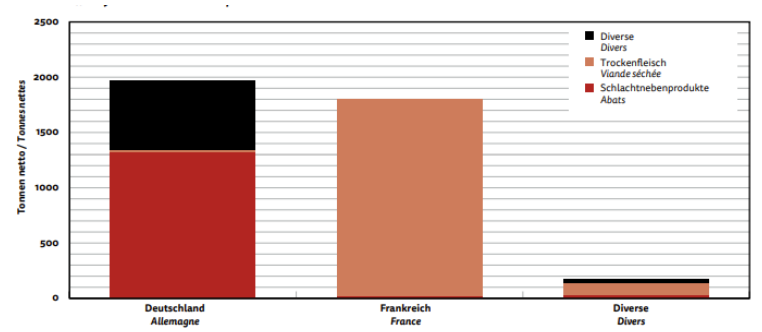 2500
2000
1500
1000
500
0
Tonnen netto / Tonnes nettes
Diverse
Divers
Trockenfleisch
Viande séchée
Schlachtnebenprodukte
Abats
Deutschland
Allemagne
Frankreich
France
Diverse
Divers